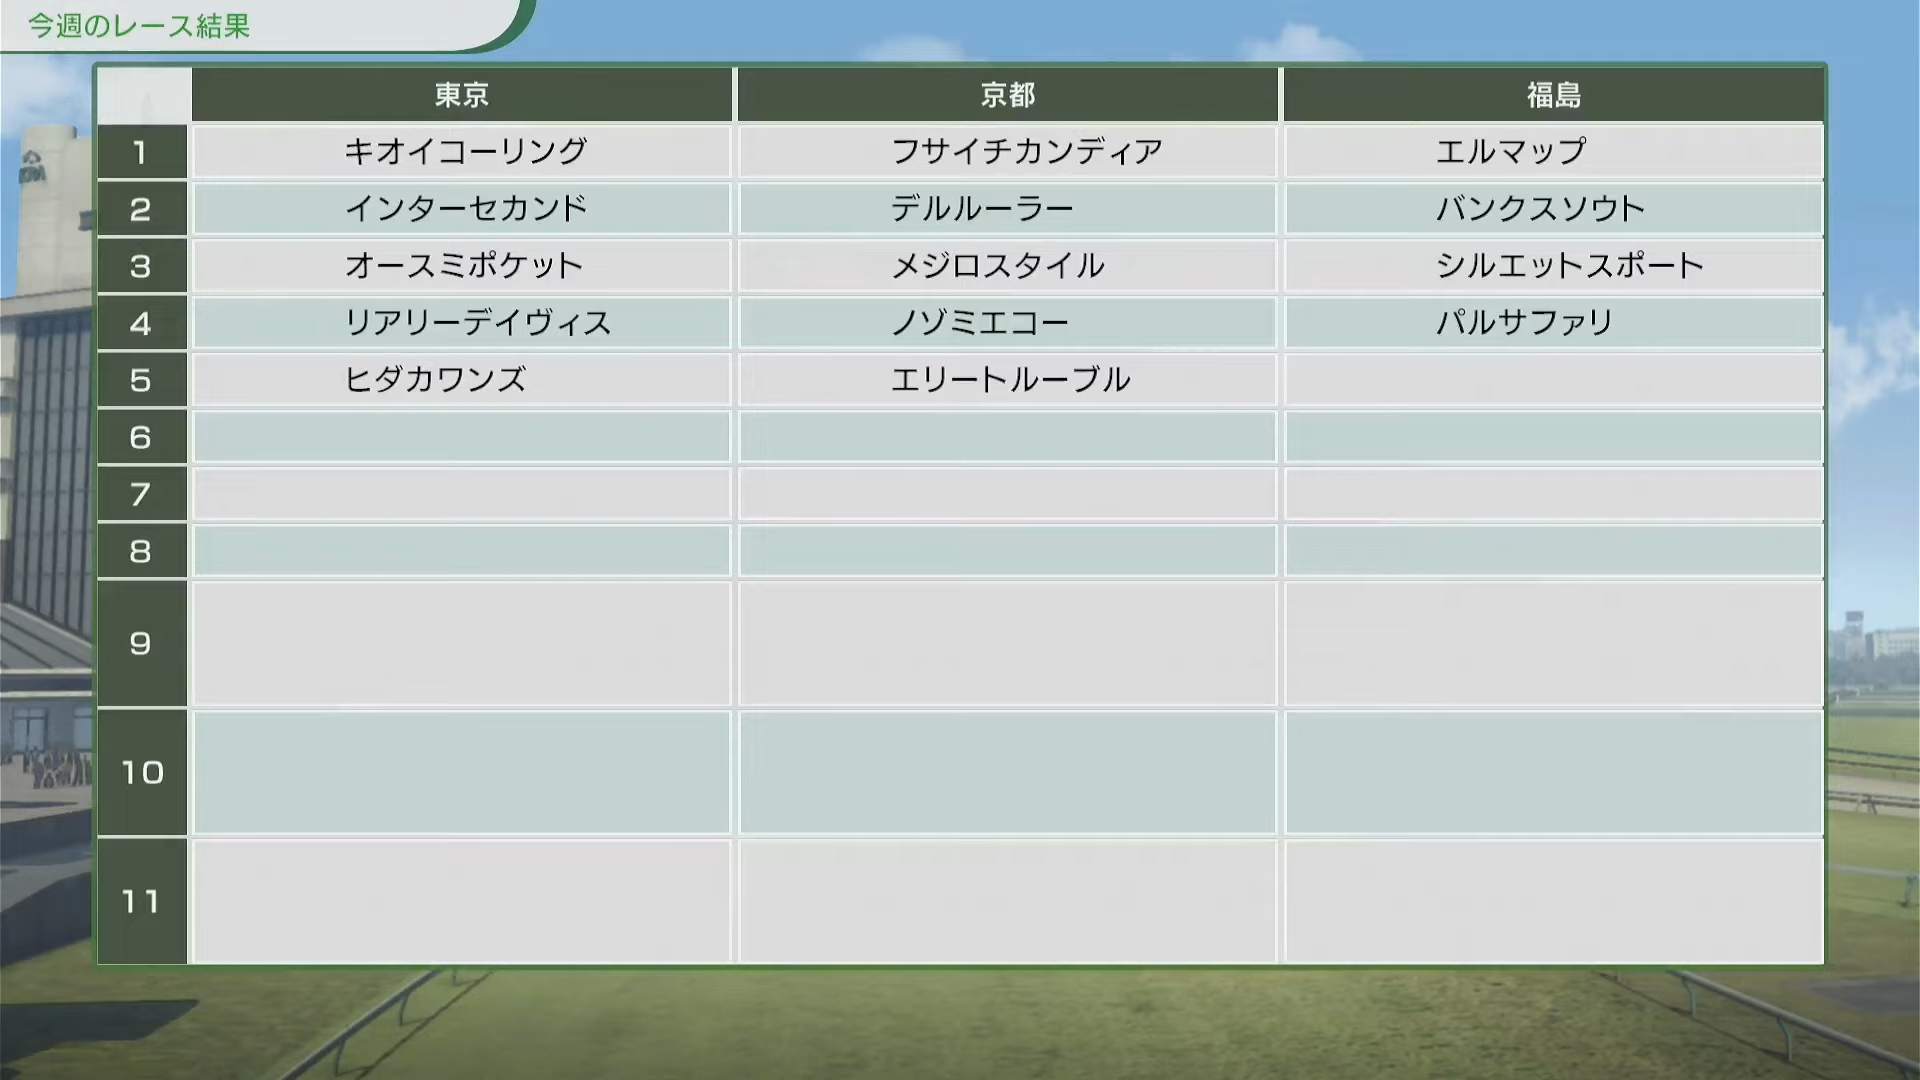 今週のレース結果
東京 京都 福島
1 キオイコーリング フサイチカンディア エルマップ
2 インターセカンド デルルーラー バンクスソウト
3 オースミポケット メジロスタイル シルエットスポート
4 リアリーデイヴィス ノゾミエコー パルサファリ
5 ヒダカワンズ エリートルーブル
6
7
8
9
10
11